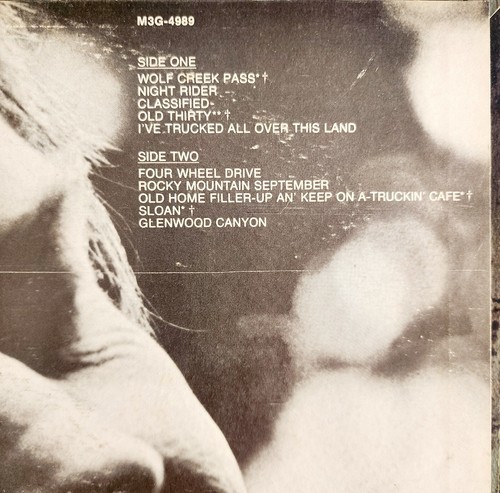 M3G-4989
SIDE ONE
WOLF CREEK PASS* †
NIGHT RIDER
CLASSIFIED
OLD THIRTY** †
I'VE TRUCKED ALL OVER THIS LAND
SIDE TWO
FOUR WHEEL DRIVE
ROCKY MOUNTAIN SEPTEMBER
OLD HOME FILLER-UP AN' KEEP ON A-TRUCKIN' CAFE* †
SLOAN* †
GLENWOOD CANYON